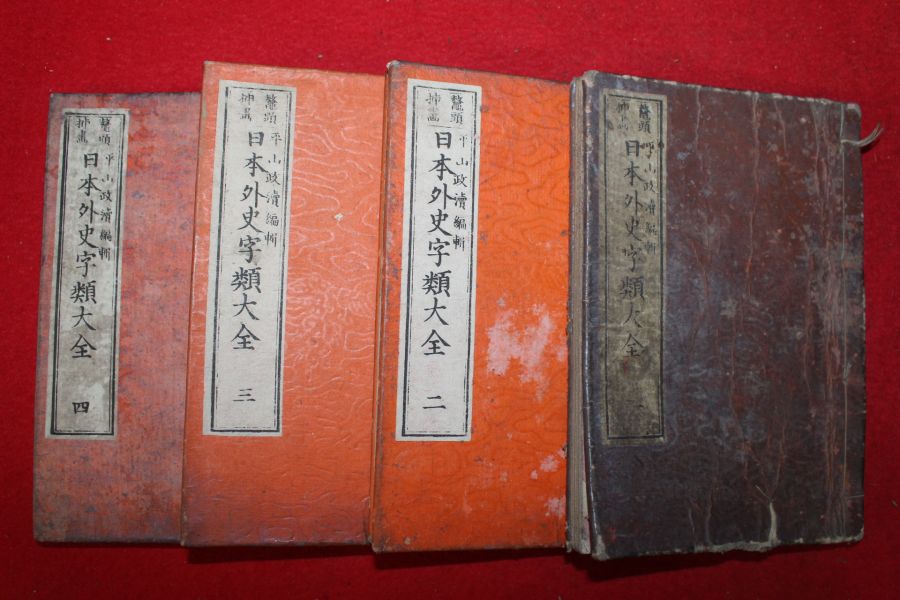 鼇頭
挿畫
平山政瀆編輯
日本外史字類大全
一
鼇頭
挿畫
平山政瀆編輯
日本外史字類大全
二
鼇頭
挿畫
平山政瀆編輯
日本外史字類大全
三
鼇頭
挿畫
平山政瀆編輯
日本外史字類大全
四